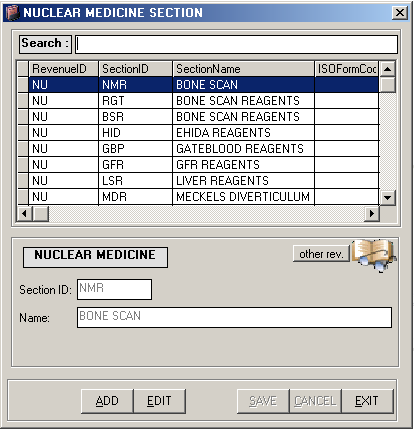 NUCLEAR MEDICINE SECTION
Search :
RevenueID SectionID SectionName ISOFormCod
NU NMR BONE SCAN
NU RGT BONE SCAN REAGENTS
NU BSR BONE SCAN REAGENTS
NU HID EHIDA REAGENTS
NU GBP GATEBLOOD REAGENTS
NU GFR GFR REAGENTS
NU LSR LIVER REAGENTS
NU MDR MECKELS DIVERTICULUM
NUCLEAR MEDICINE other rev.
Section ID: NMR
Name: BONE SCAN
ADD EDIT SAVE CANCEL EXIT